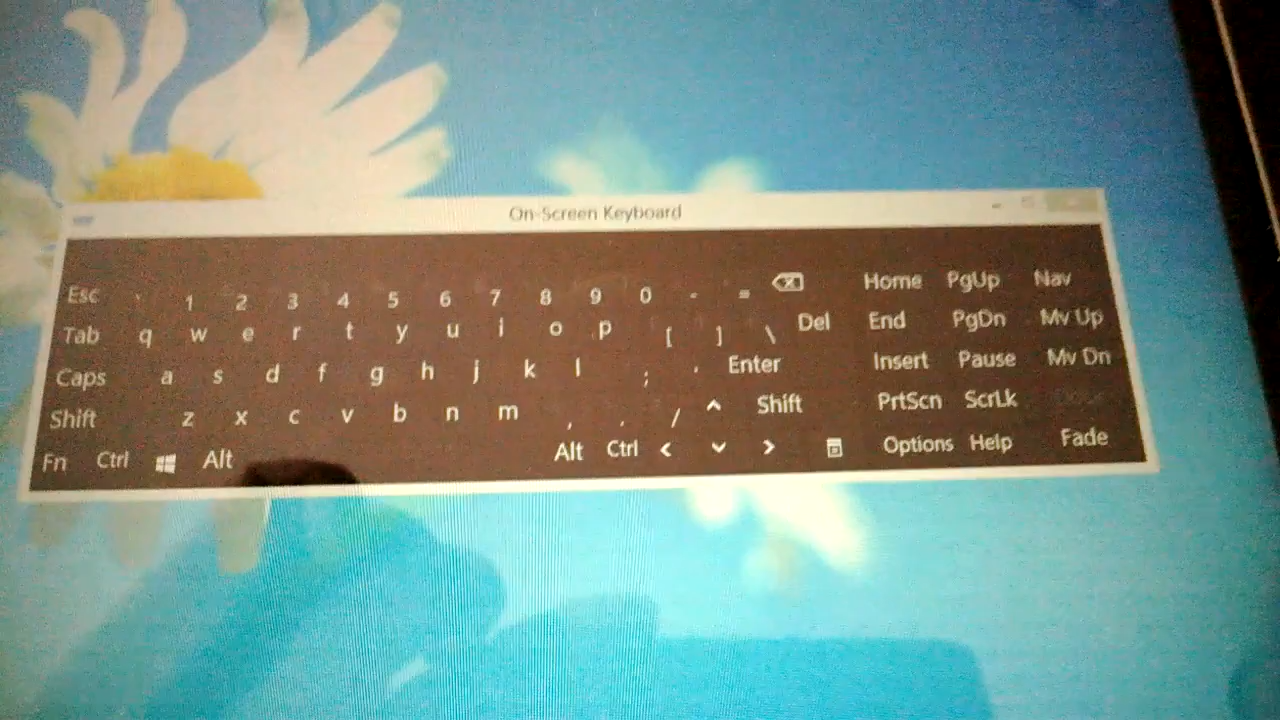 On-Screen Keyboard
Esc ` 1 2 3 4 5 6 7 8 9 0 - = Home PgUp Nav
Tab q w e r t y u i o p [ ] \ Del End PgDn Mv Up
Caps a s d f g h j k l ; ' Enter Insert Pause Mv Dn
Shift z x c v b n m , . / ^ Shift PrtScn ScrLk
Fn Ctrl Alt Alt Ctrl < ⌄ > Options Help Fade